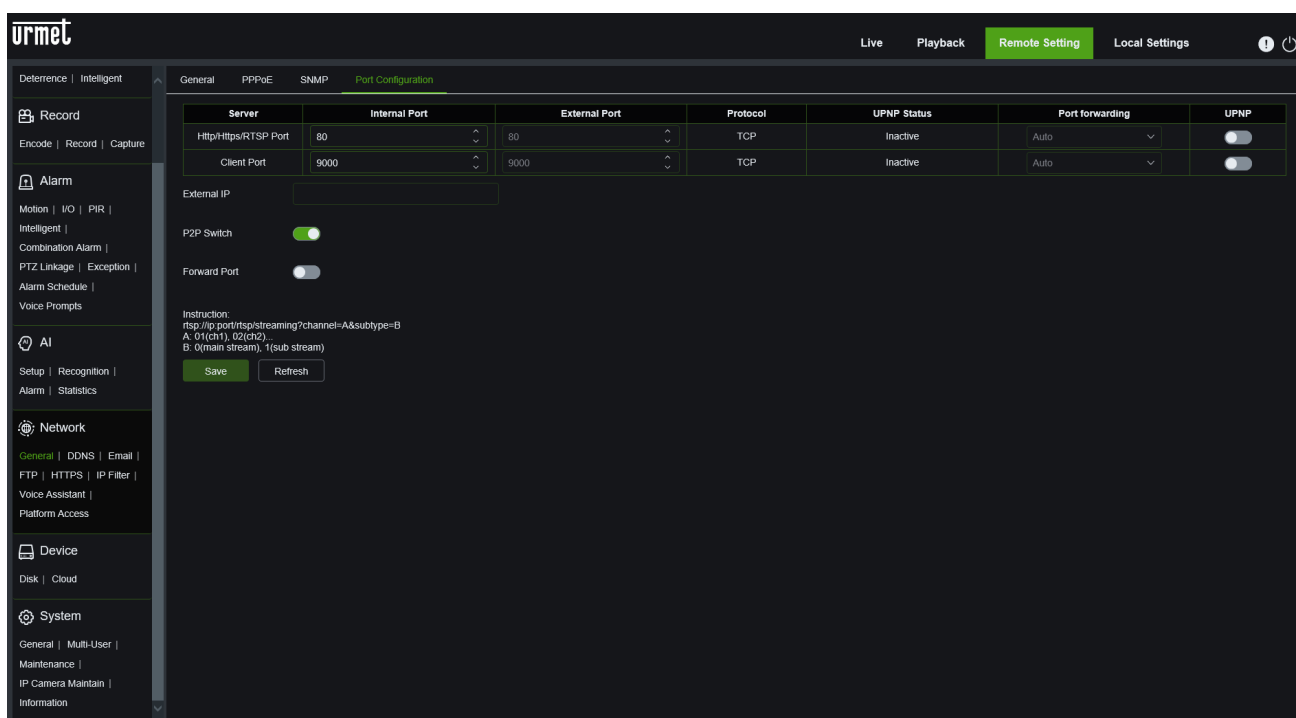 urmet
Live Playback Remote Setting Local Settings
Deterrence | Intelligent
Record
Encode | Record | Capture
Alarm
Motion | I/O | PIR |
Intelligent |
Combination Alarm |
PTZ Linkage | Exception |
Alarm Schedule |
Voice Prompts
AI
Setup | Recognition |
Alarm | Statistics
Network
General | DDNS | Email |
FTP | HTTPS | IP Filter |
Voice Assistant |
Platform Access
Device
Disk | Cloud
System
General | Multi-User |
Maintenance |
IP Camera Maintain |
Information
General PPPoE SNMP Port Configuration
Server Internal Port External Port Protocol UPNP Status Port forwarding UPNP
Http/Https/RTSP Port 80 80 TCP Inactive Auto
Client Port 9000 9000 TCP Inactive Auto
External IP
P2P Switch
Forward Port
Instruction:
rtsp://ip:port/rtsp/streaming?channel=A&subtype=B
A: 01(ch1), 02(ch2)...
B: 0(main stream), 1(sub stream)
Save Refresh